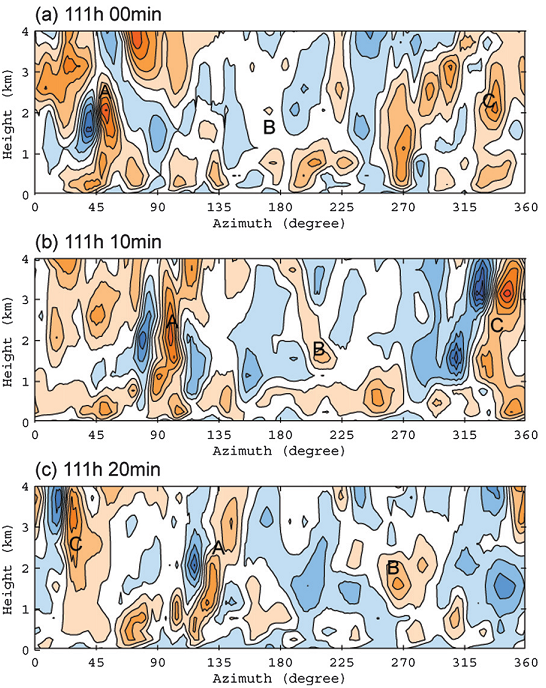 (a) 111h 00min
4
3
2
1
0
Height (km)
A
B
C
0 45 90 135 180 225 270 315 360
Azimuth (degree)
(b) 111h 10min
4
3
2
1
0
Height (km)
A
B
C
0 45 90 135 180 225 270 315 360
Azimuth (degree)
(c) 111h 20min
4
3
2
1
0
Height (km)
C
A
B
0 45 90 135 180 225 270 315 360
Azimuth (degree)